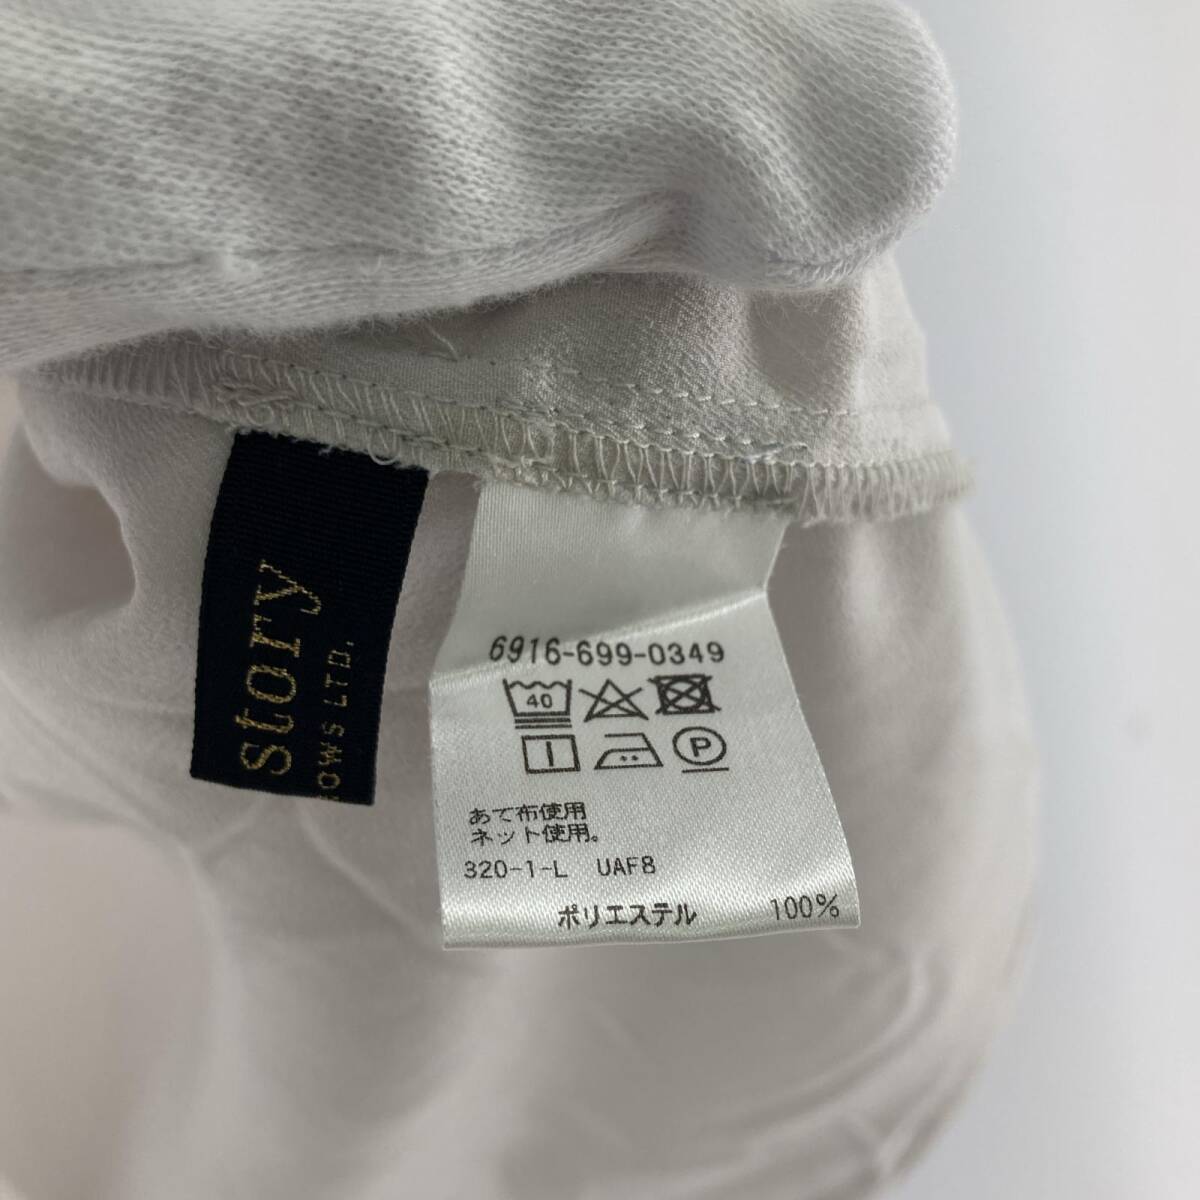 story
OWS LTD.
6916-699-0349
40
P
あて布使用
ネット使用。
320-1-L UAF8
ポリエステル 100%